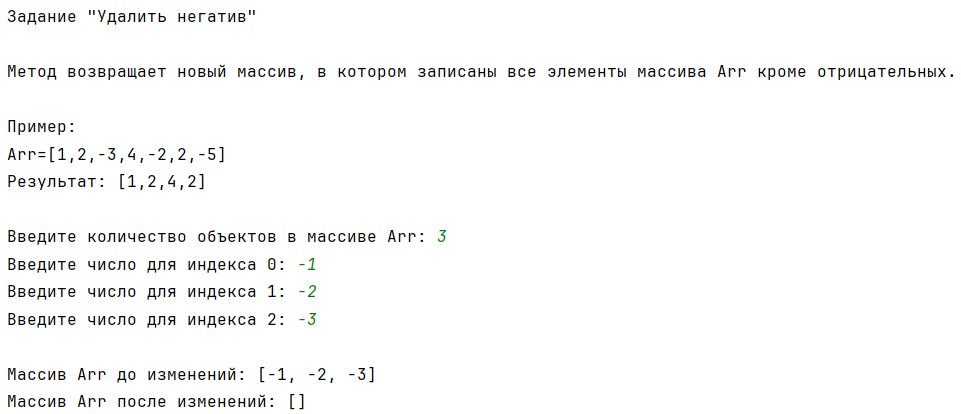 Задание "Удалить негатив"
Метод возвращает новый массив, в котором записаны все элементы массива Arr кроме отрицательных.
Пример:
Arr=[1,2,-3,4,-2,2,-5]
Результат: [1,2,4,2]
Введите количество объектов в массиве Arr: 3
Введите число для индекса 0: -1
Введите число для индекса 1: -2
Введите число для индекса 2: -3
Массив Arr до изменений: [-1, -2, -3]
Массив Arr после изменений: []